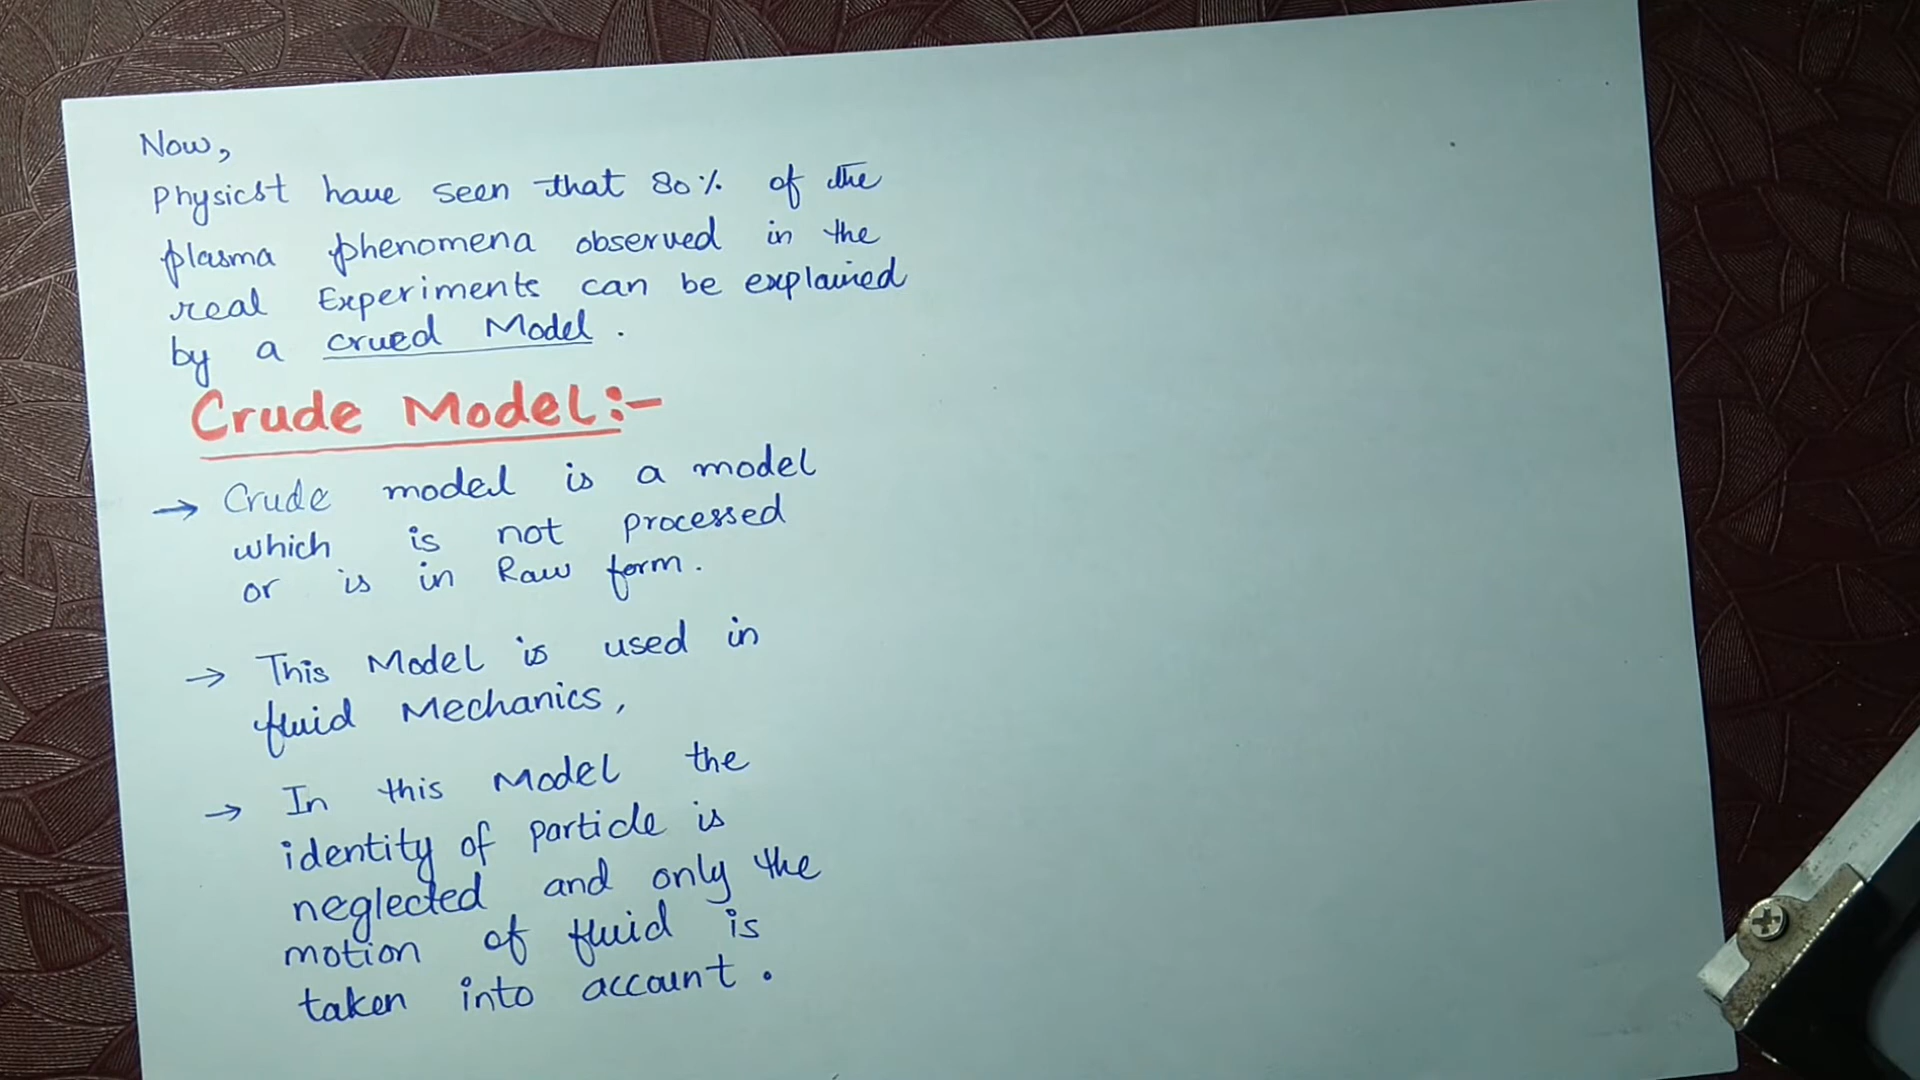 Now,
Physicst have seen that 80% of the
plasma phenomena observed in the
real Experiments can be explained
by a crued Model.
Crude Model:-
→ Crude model is a model
which is not processed
or is in Raw form.
→ This Model is used in
fluid Mechanics,
→ In this Model the
identity of particle is
neglected and only the
motion of fluid is
taken into account.